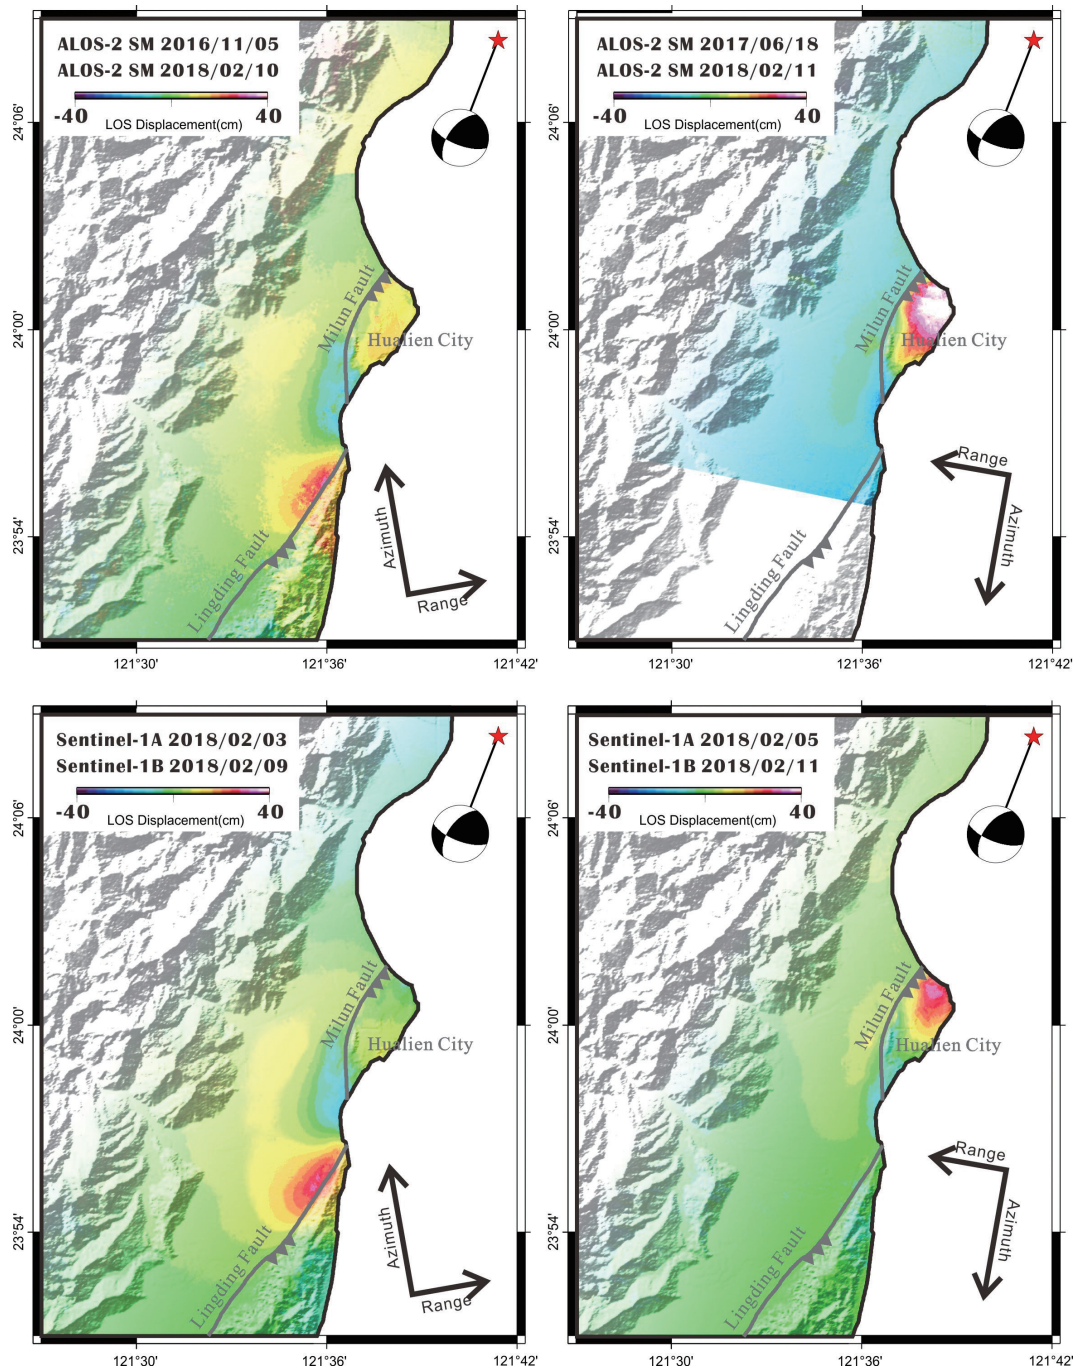 ALOS-2 SM 2016/11/05
ALOS-2 SM 2018/02/10
-40 40
LOS Displacement(cm)
24°06'
24°00'
23°54'
Milun Fault
Hualien City
Lingding Fault
Azimuth
Range
121°30' 121°36' 121°42'
ALOS-2 SM 2017/06/18
ALOS-2 SM 2018/02/11
-40 40
LOS Displacement(cm)
24°06'
24°00'
23°54'
Milun Fault
Hualien City
Range
Azimuth
Lingding Fault
121°30' 121°36' 121°42'
Sentinel-1A 2018/02/03
Sentinel-1B 2018/02/09
-40 40
LOS Displacement(cm)
24°06'
24°00'
23°54'
Milun Fault
Hualien City
Lingding Fault
Azimuth
Range
121°30' 121°36' 121°42'
Sentinel-1A 2018/02/05
Sentinel-1B 2018/02/11
-40 40
LOS Displacement(cm)
24°06'
24°00'
23°54'
Milun Fault
Hualien City
Range
Azimuth
Lingding Fault
121°30' 121°36' 121°42'